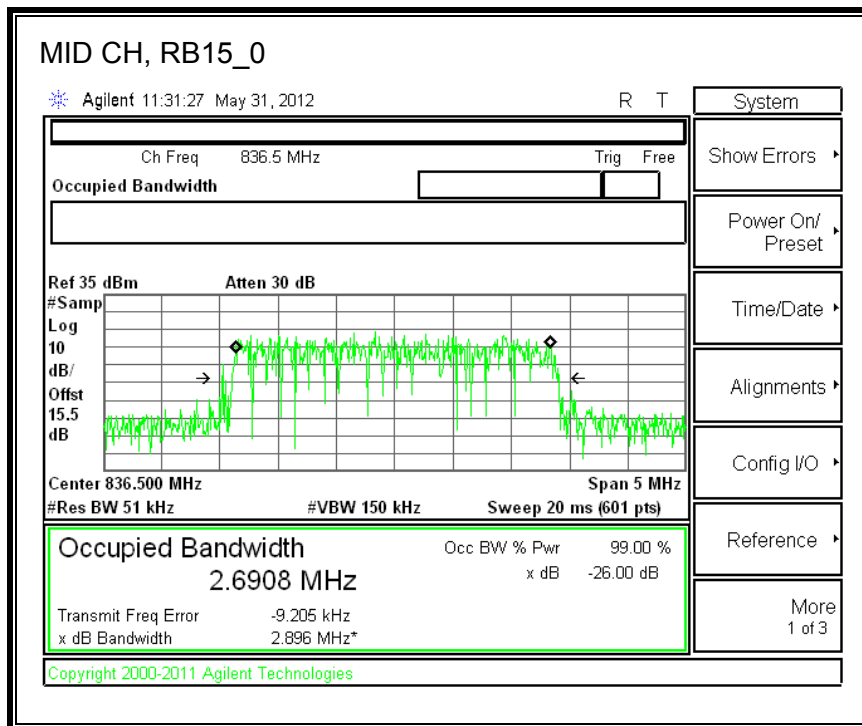 MID CH, RB15_0
Agilent 11:31:27 May 31, 2012 R T
System
Ch Freq 836.5 MHz Trig Free
Occupied Bandwidth
Show Errors
Power On/
Preset
Time/Date
Alignments
Config I/O
Reference
More
1 of 3
Ref 35 dBm Atten 30 dB
#Samp
Log
10
dB/
Offst
15.5
dB
Center 836.500 MHz Span 5 MHz
#Res BW 51 kHz #VBW 150 kHz Sweep 20 ms (601 pts)
Occupied Bandwidth Occ BW % Pwr 99.00 %
2.6908 MHz x dB -26.00 dB
Transmit Freq Error -9.205 kHz
x dB Bandwidth 2.896 MHz*
Copyright 2000-2011 Agilent Technologies